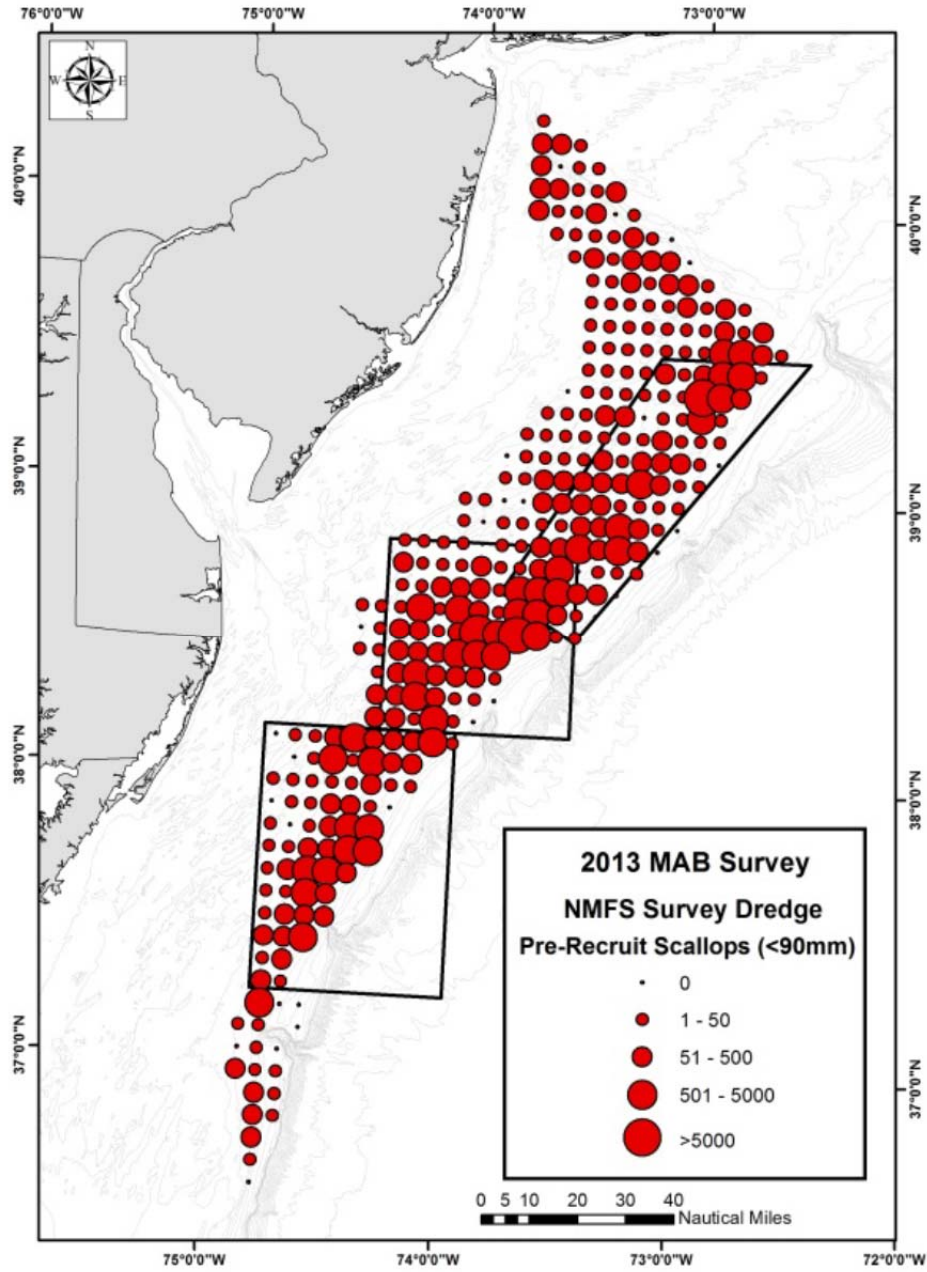 76°0'0"W 75°0'0"W 74°0'0"W 73°0'0"W
N
W E
S
40°0'0"N
40°0'0"N
39°0'0"N
39°0'0"N
38°0'0"N
38°0'0"N
37°0'0"N
37°0'0"N
2013 MAB Survey
NMFS Survey Dredge
Pre-Recruit Scallops (<90mm)
0
1 - 50
51 - 500
501 - 5000
>5000
0 5 10 20 30 40
Nautical Miles
75°0'0"W 74°0'0"W 73°0'0"W 72°0'0"W